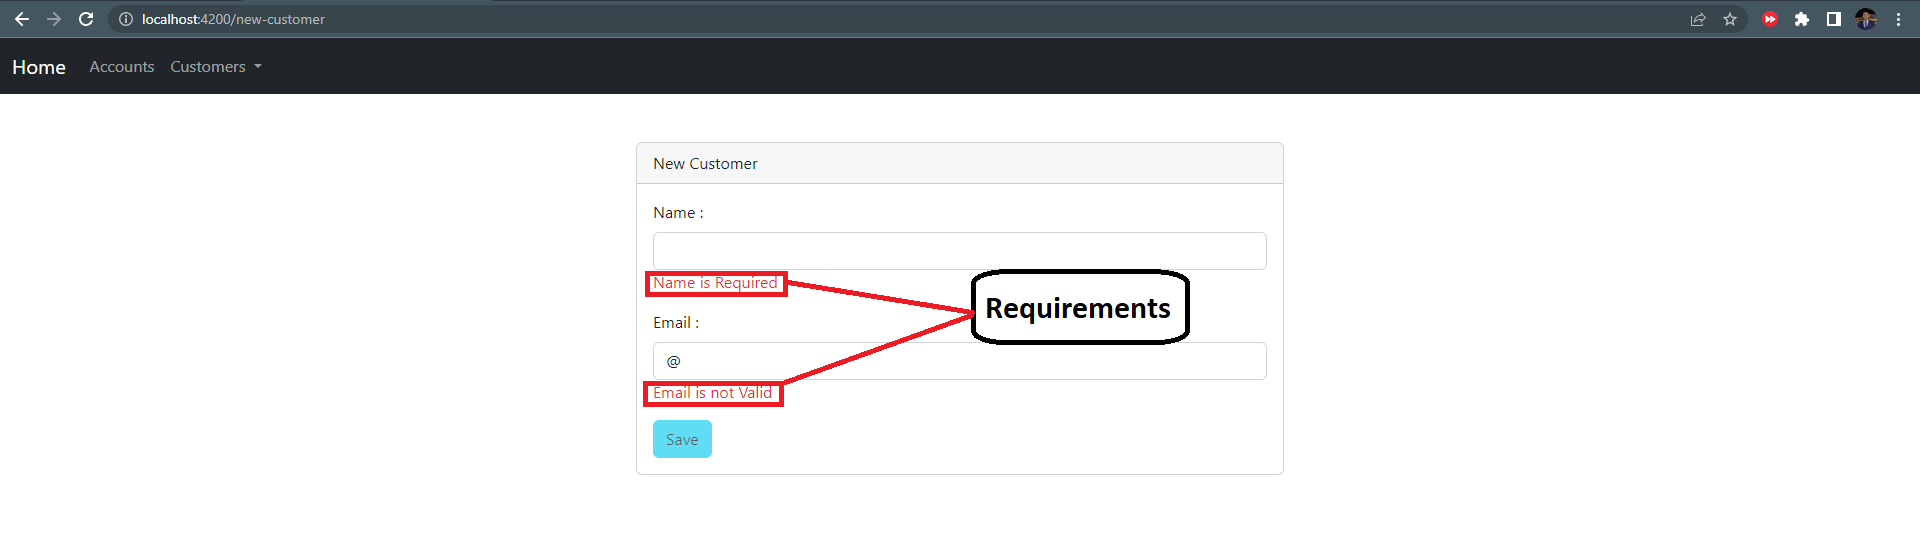 localhost:4200/new-customer
Home Accounts Customers
New Customer
Name :
Name is Required
Requirements
Email :
@
Email is not Valid
Save